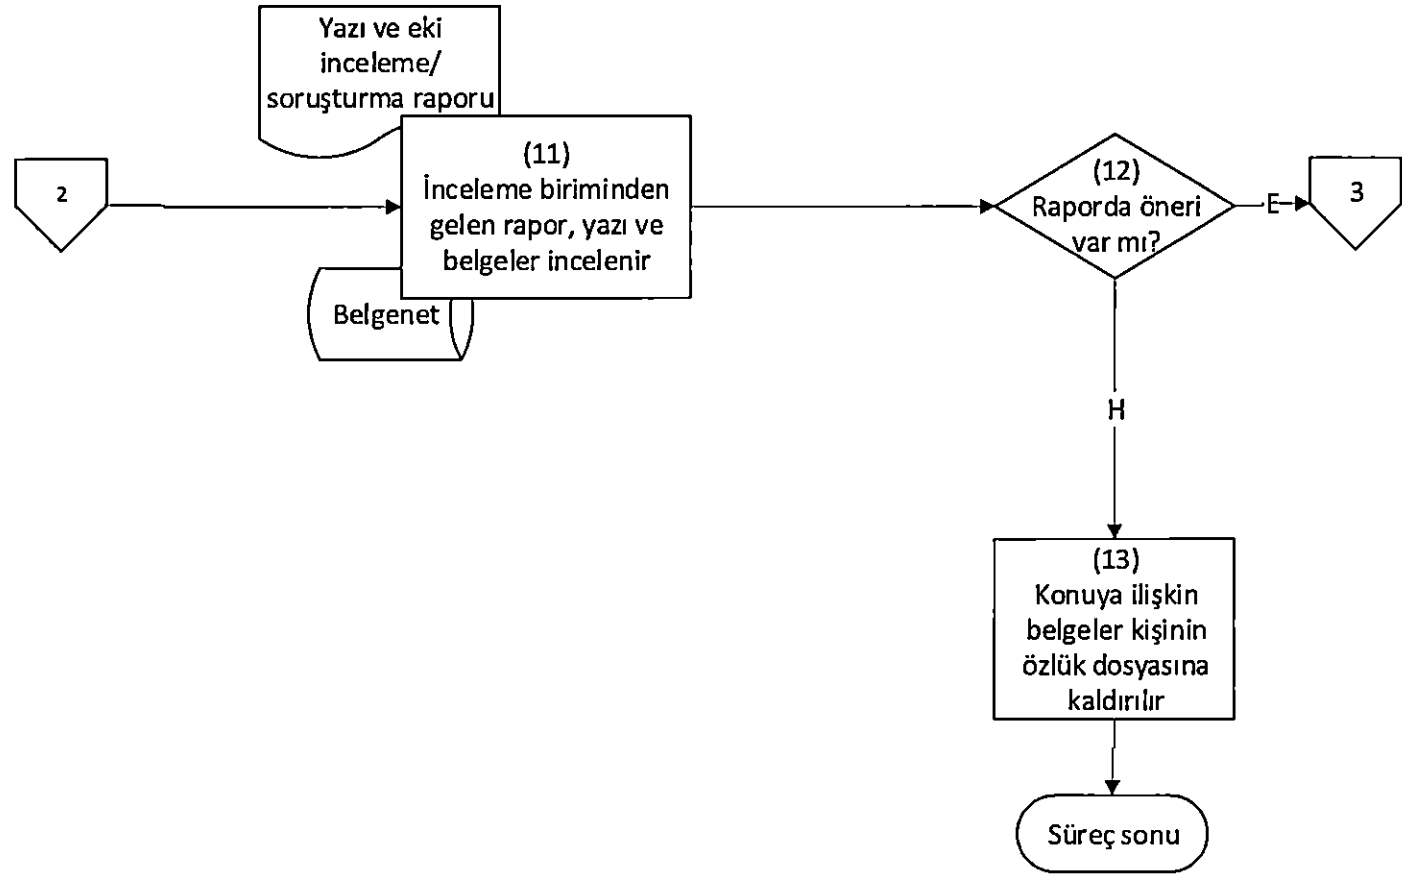 Yazı ve eki
inceleme/
soruşturma raporu
2
(11)
İnceleme biriminden
gelen rapor, yazı ve
belgeler incelenir
Belgenet
(12)
Raporda öneri
var mı?
E
3
H
(13)
Konuya ilişkin
belgeler kişinin
özlük dosyasına
kaldırılır
Süreç sonu